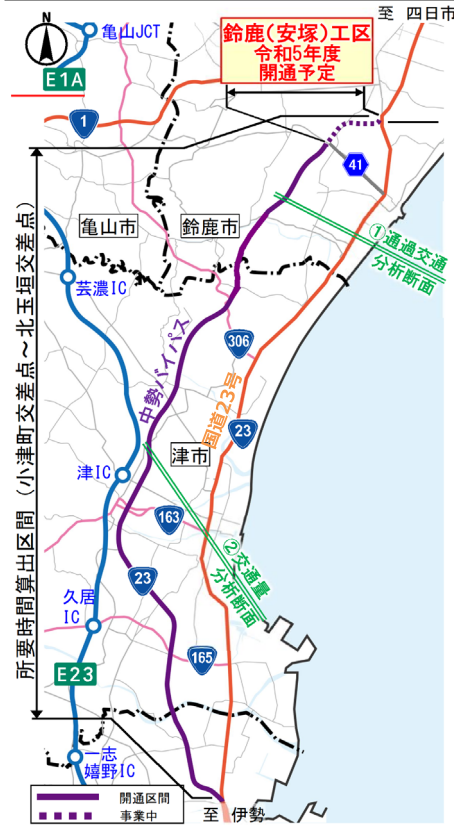 至 四日市
亀山JCT
鈴鹿(安塚)工区
令和5年度
開通予定
N
E1A
1
41
亀山市
鈴鹿市
①通過交通
分析断面
芸濃IC
所要時間算出区間（小津町交差点～北玉垣交差点）
306
中勢バイパス
国道23号
23
津市
津IC
163
②交通量
分析断面
23
久居
IC
165
E23
一志
嬉野IC
開通区間
事業中
至 伊勢